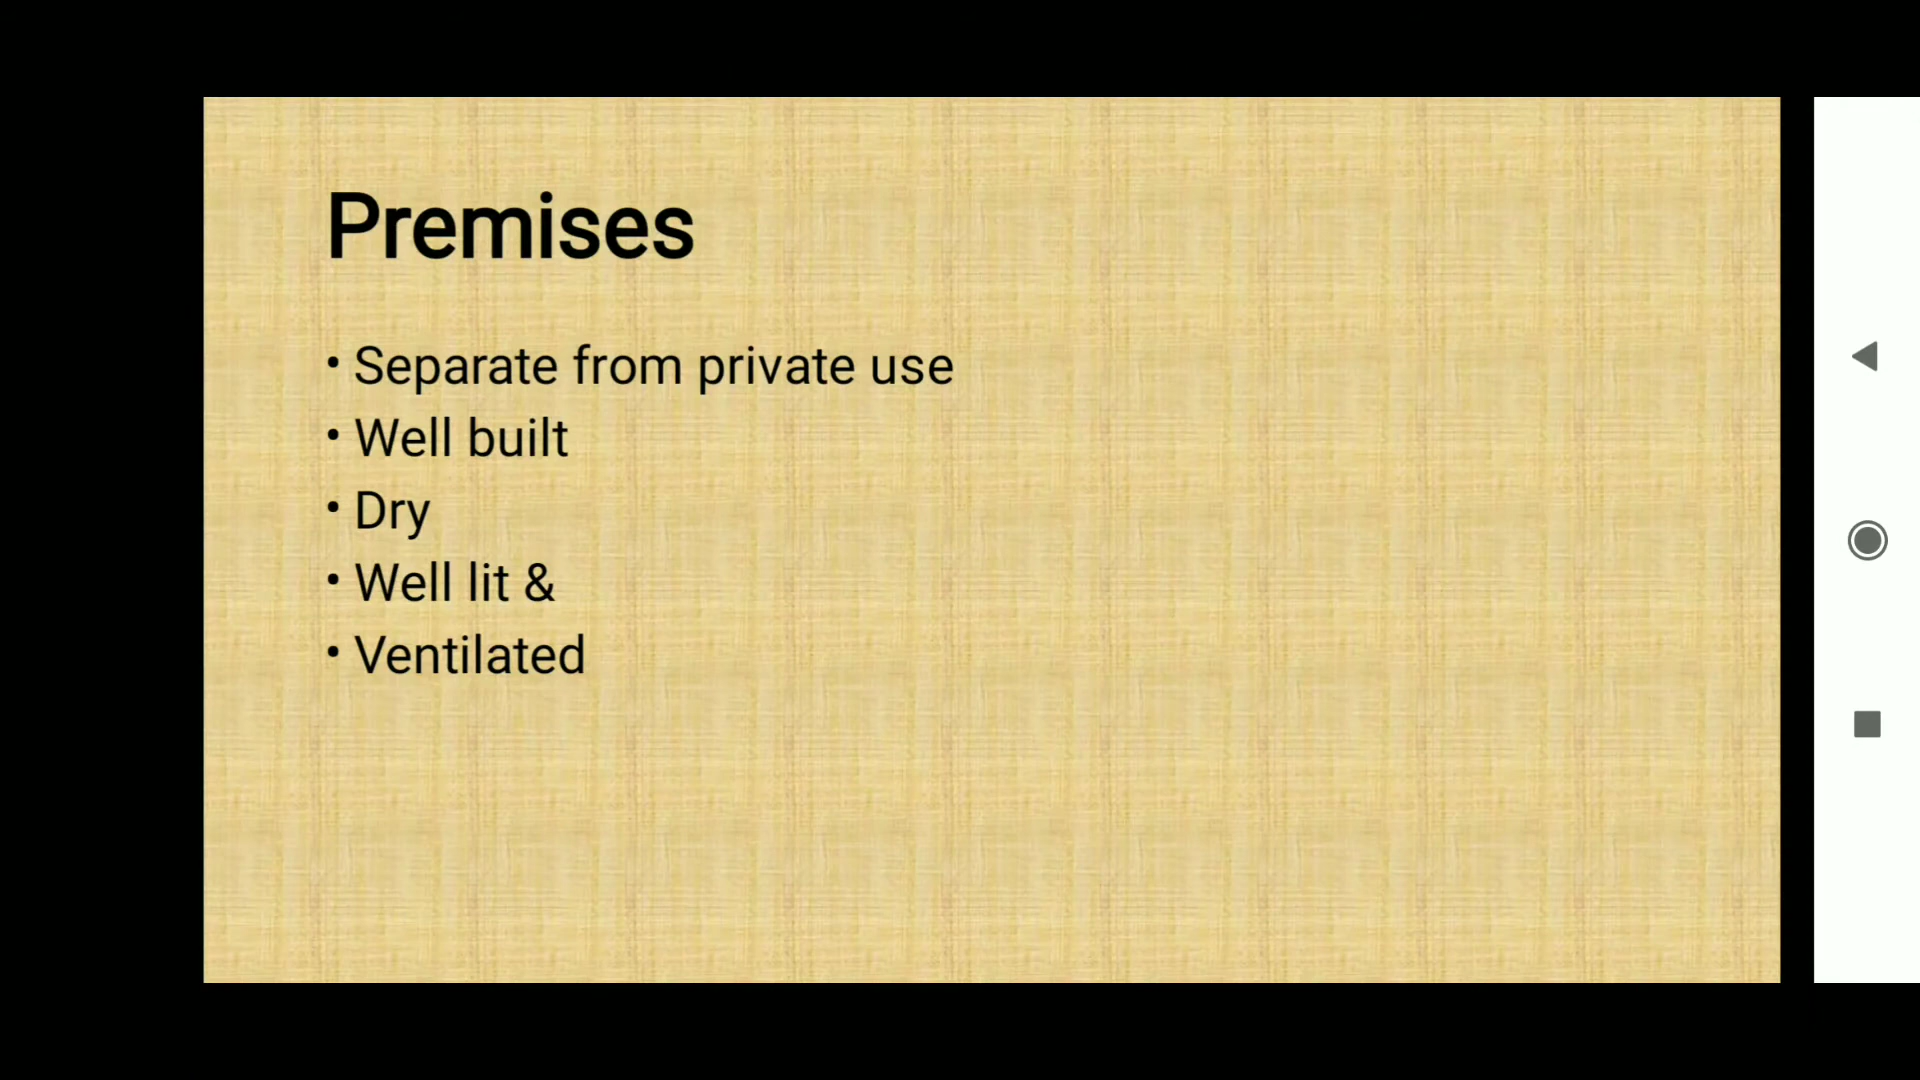 Premises
• Separate from private use
• Well built
• Dry
• Well lit &
• Ventilated